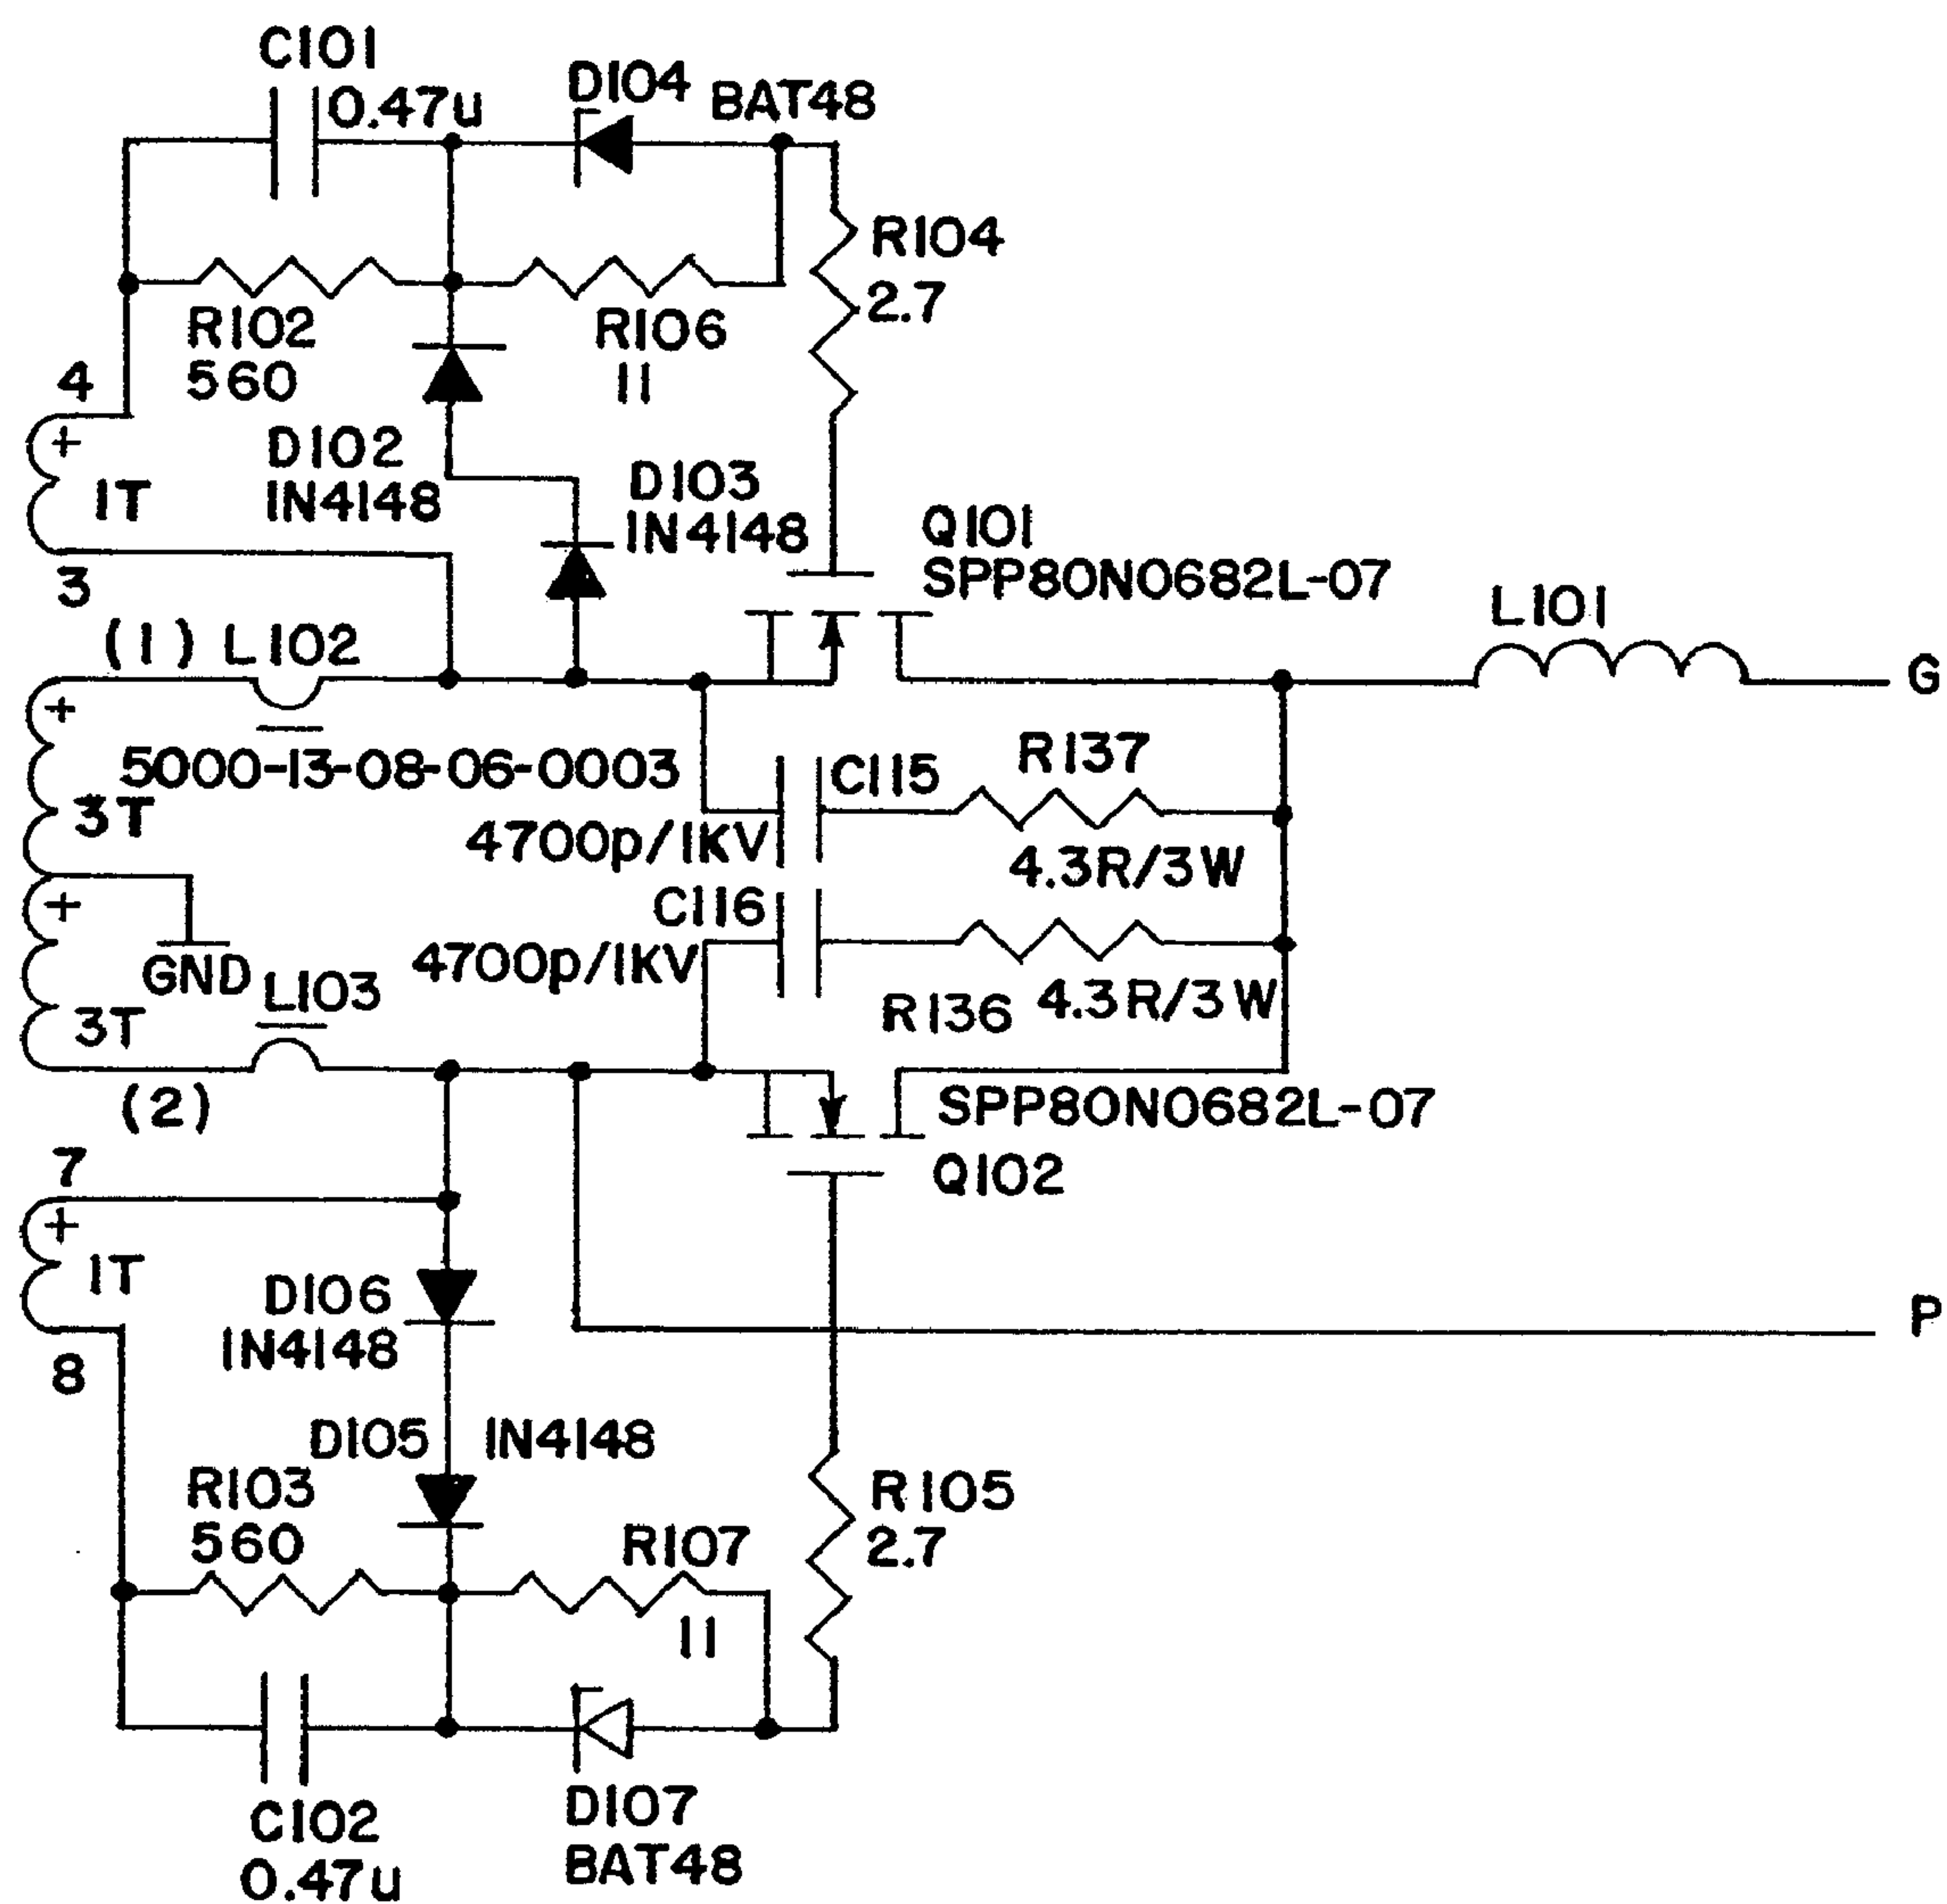 C101
0.47u
D104
BAT48
R104
2.7
R102
560
R106
11
4
+
1T
D102
1N4148
D103
1N4148
Q101
SPP80N0682L-07
3
(1) L102
L101
G
+
5000-13-08-06-0003
3T
C115
4700p/1KV
R137
4.3R/3W
+
C116
4700p/1KV
GND
L103
R136
4.3R/3W
3T
(2)
SPP80N0682L-07
Q102
7
+
1T
D106
1N4148
P
8
D105
1N4148
R103
560
R107
11
R105
2.7
C102
0.47u
D107
BAT48